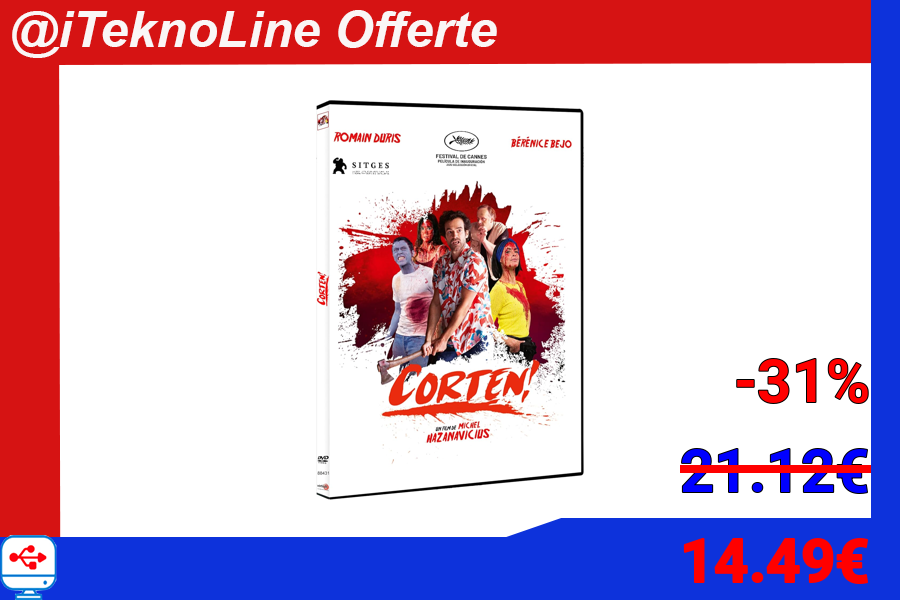 @iTeknoLine Offerte
ROMAIN DURIS
FESTIVAL DE CANNES
BÉRÉNICE BEJO
SITGES
CORTEN!
CORTEN!
UN FILM DE MICHEL
HAZANAVICIUS
DVD
-31%
21.12€
14.49€